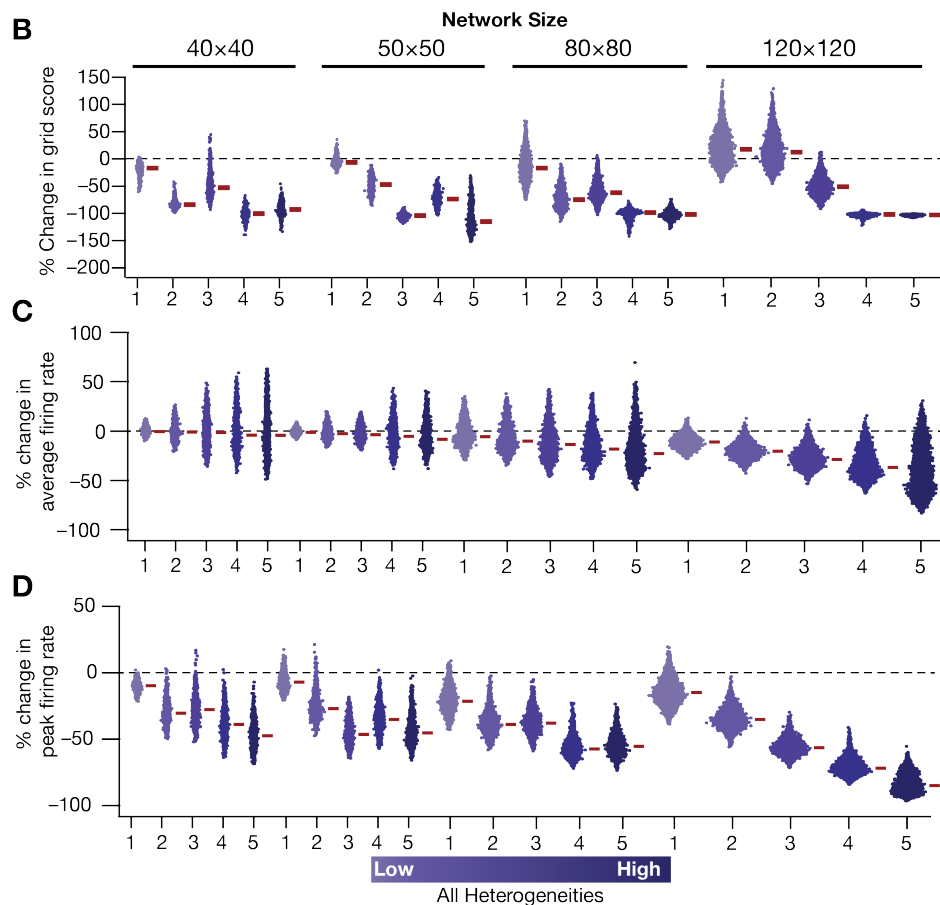 B
Network Size
40×40 50×50 80×80 120×120
% Change in grid score
150
100
50
0
−50
−100
−150
−200
1 2 3 4 5 1 2 3 4 5 1 2 3 4 5 1 2 3 4 5
C
% change in
average firing rate
100
50
0
−50
−100
1 2 3 4 5 1 2 3 4 5 1 2 3 4 5 1 2 3 4 5
D
% change in
peak firing rate
50
0
−50
−100
1 2 3 4 5 1 2 3 4 5 1 2 3 4 5 1 2 3 4 5
Low High
All Heterogeneities